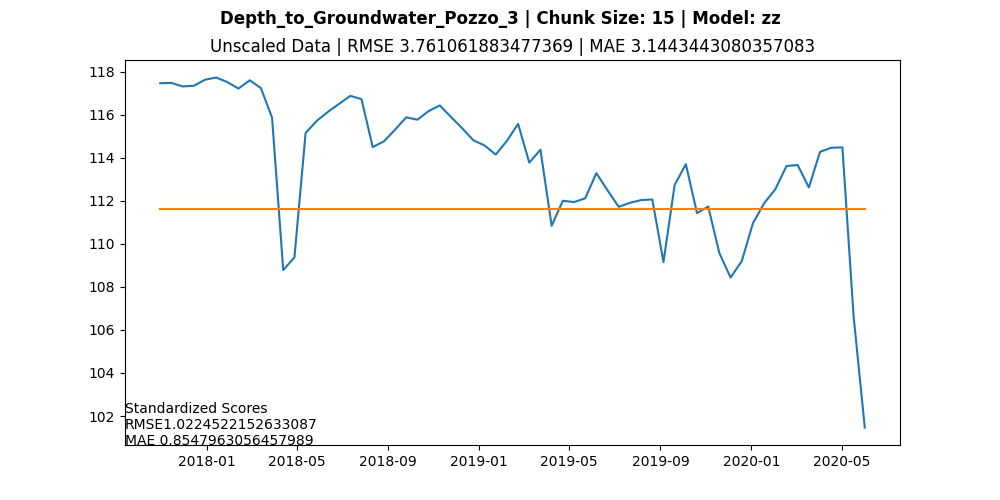 Depth_to_Groundwater_Pozzo_3 | Chunk Size: 15 | Model: zz
Unscaled Data | RMSE 3.761061883477369 | MAE 3.1443443080357083
118
116
114
112
110
108
106
104
102
Standardized Scores
RMSE1.0224522152633087
MAE 0.8547963056457989
2018-01 2018-05 2018-09 2019-01 2019-05 2019-09 2020-01 2020-05